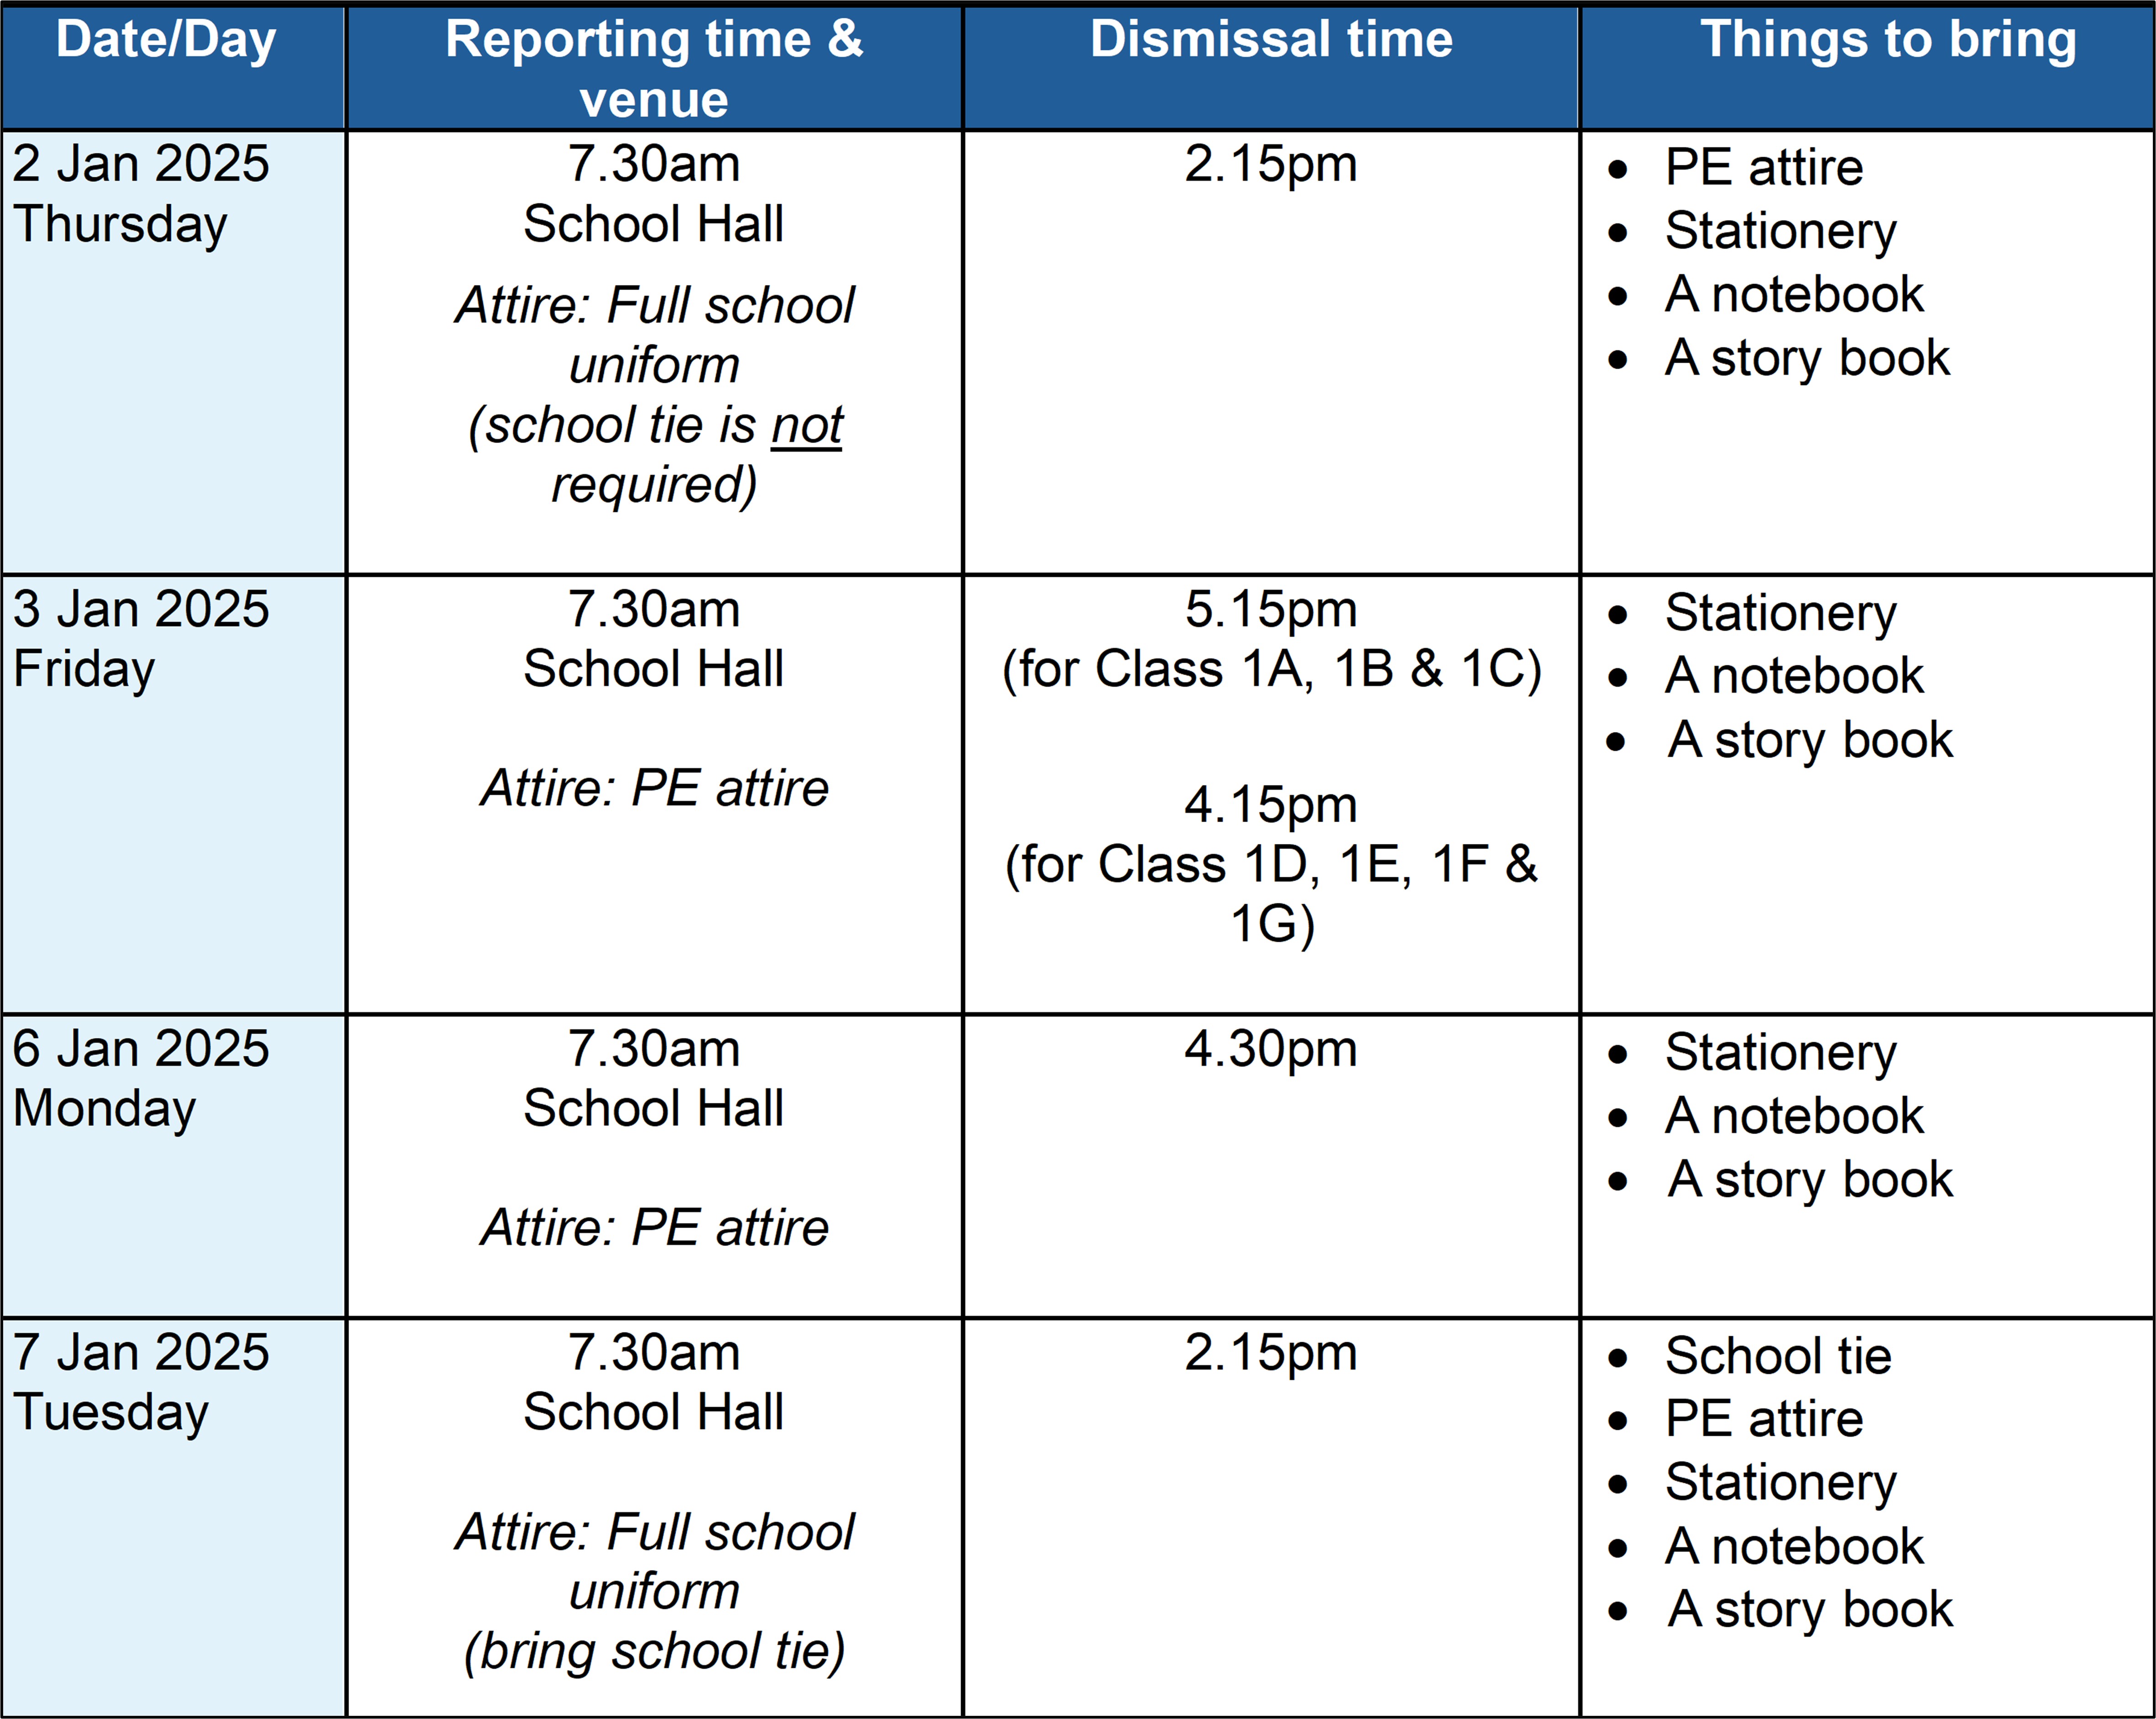 Date/Day
Reporting time &
venue
Dismissal time
Things to bring
2 Jan 2025
Thursday
7.30am
School Hall
Attire: Full school
uniform
(school tie is not
required)
2.15pm
• PE attire
• Stationery
• A notebook
• A story book
3 Jan 2025
Friday
7.30am
School Hall
Attire: PE attire
5.15pm
(for Class 1A, 1B & 1C)
4.15pm
(for Class 1D, 1E, 1F &
1G)
• Stationery
• A notebook
• A story book
6 Jan 2025
Monday
7.30am
School Hall
Attire: PE attire
4.30pm
• Stationery
• A notebook
• A story book
7 Jan 2025
Tuesday
7.30am
School Hall
Attire: Full school
uniform
(bring school tie)
2.15pm
• School tie
• PE attire
• Stationery
• A notebook
• A story book